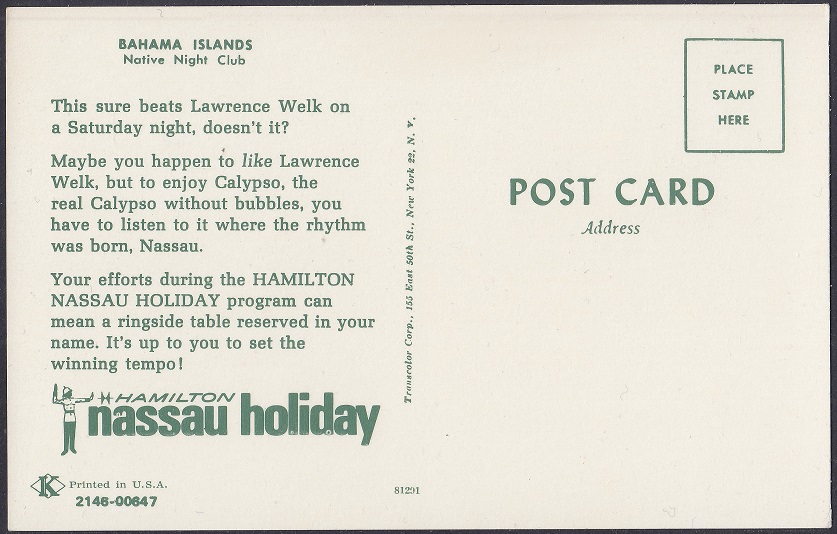 BAHAMA ISLANDS
Native Night Club
This sure beats Lawrence Welk on
a Saturday night, doesn't it?
Maybe you happen to like Lawrence
Welk, but to enjoy Calypso, the
real Calypso without bubbles, you
have to listen to it where the rhythm
was born, Nassau.
Your efforts during the HAMILTON
NASSAU HOLIDAY program can
mean a ringside table reserved in your
name. It's up to you to set the
winning tempo!
HAMILTON
nassau holiday
K
Printed in U.S.A.
2146-00647
Transcolor Corp., 155 East 50th St., New York 22, N. Y.
81291
PLACE
STAMP
HERE
POST CARD
Address